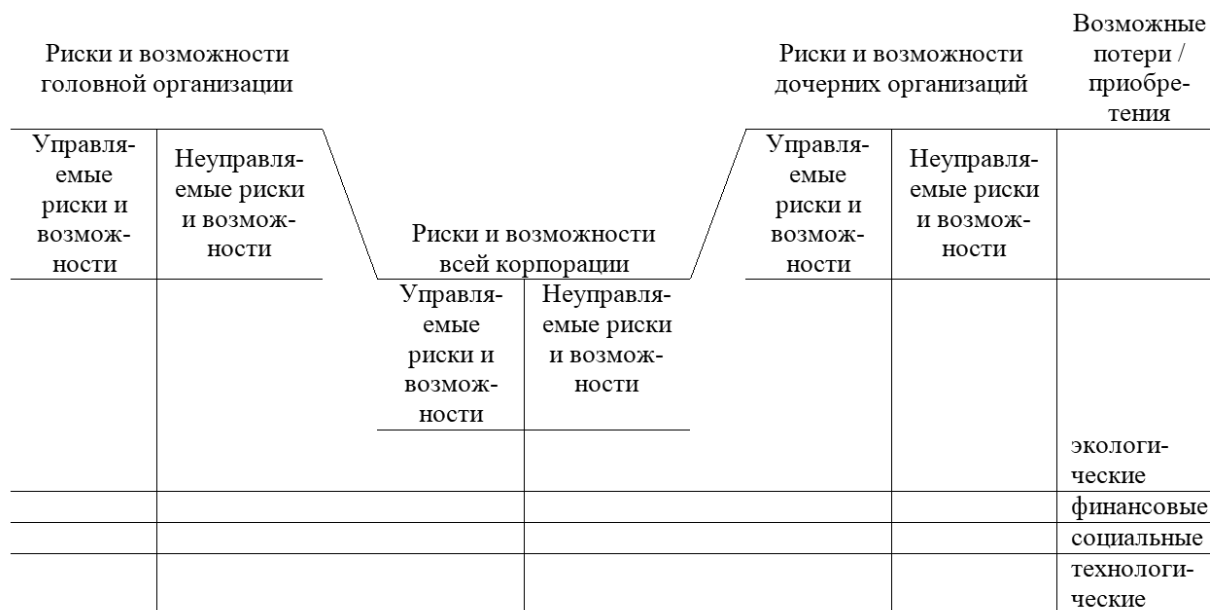 Риски и возможности
головной организации
Риски и возможности
дочерних организаций
Возможные
потери /
приобре-
тения
Управля-
емые
риски и
возмож-
ности
Неуправля-
емые риски
и возмож-
ности
Риски и возможности
всей корпорации
Управля-
емые
риски и
возмож-
ности
Неуправля-
емые риски
и возмож-
ности
Управля-
емые
риски и
возмож-
ности
Неуправля-
емые риски
и возмож-
ности
экологи-
ческие
финансовые
социальные
технологи-
ческие